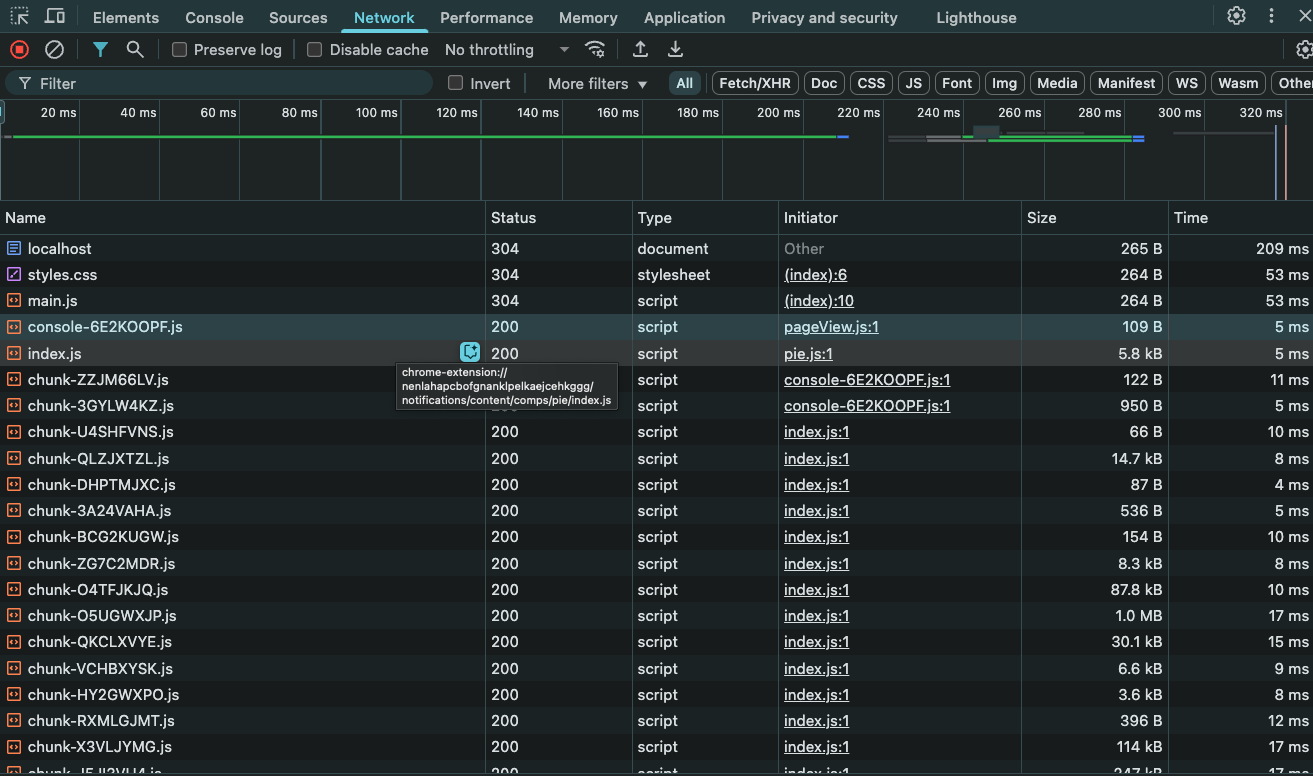 Elements Console Sources Network Performance Memory Application Privacy and security Lighthouse
Preserve log Disable cache No throttling
Filter Invert More filters All Fetch/XHR Doc CSS JS Font Img Media Manifest WS Wasm Other
20 ms 40 ms 60 ms 80 ms 100 ms 120 ms 140 ms 160 ms 180 ms 200 ms 220 ms 240 ms 260 ms 280 ms 300 ms 320 ms
Name Status Type Initiator Size Time
localhost 304 document Other 265 B 209 ms
styles.css 304 stylesheet (index):6 264 B 53 ms
main.js 304 script (index):10 264 B 53 ms
console-6E2KOOPF.js 200 script pageView.js:1 109 B 5 ms
index.js 200 script pie.js:1 5.8 kB 5 ms
chrome-extension://
nenlahapcbofgnanklpelkaejcehkggg/
notifications/content/comps/pie/index.js
chunk-ZZJM66LV.js script console-6E2KOOPF.js:1 122 B 11 ms
chunk-3GYLW4KZ.js script console-6E2KOOPF.js:1 950 B 5 ms
chunk-U4SHFVNS.js 200 script index.js:1 66 B 10 ms
chunk-QLZJXTZL.js 200 script index.js:1 14.7 kB 8 ms
chunk-DHPTMJXC.js 200 script index.js:1 87 B 4 ms
chunk-3A24VAHA.js 200 script index.js:1 536 B 5 ms
chunk-BCG2KUGW.js 200 script index.js:1 154 B 10 ms
chunk-ZG7C2MDR.js 200 script index.js:1 8.3 kB 8 ms
chunk-O4TFJKJQ.js 200 script index.js:1 87.8 kB 10 ms
chunk-O5UGWXJP.js 200 script index.js:1 1.0 MB 17 ms
chunk-QKCLXVYE.js 200 script index.js:1 30.1 kB 15 ms
chunk-VCHBXYSK.js 200 script index.js:1 6.6 kB 9 ms
chunk-HY2GWXPO.js 200 script index.js:1 3.6 kB 8 ms
chunk-RXMLGJMT.js 200 script index.js:1 396 B 12 ms
chunk-X3VLJYMG.js 200 script index.js:1 114 kB 17 ms
200 script index.js:1 247 kB 17 ms